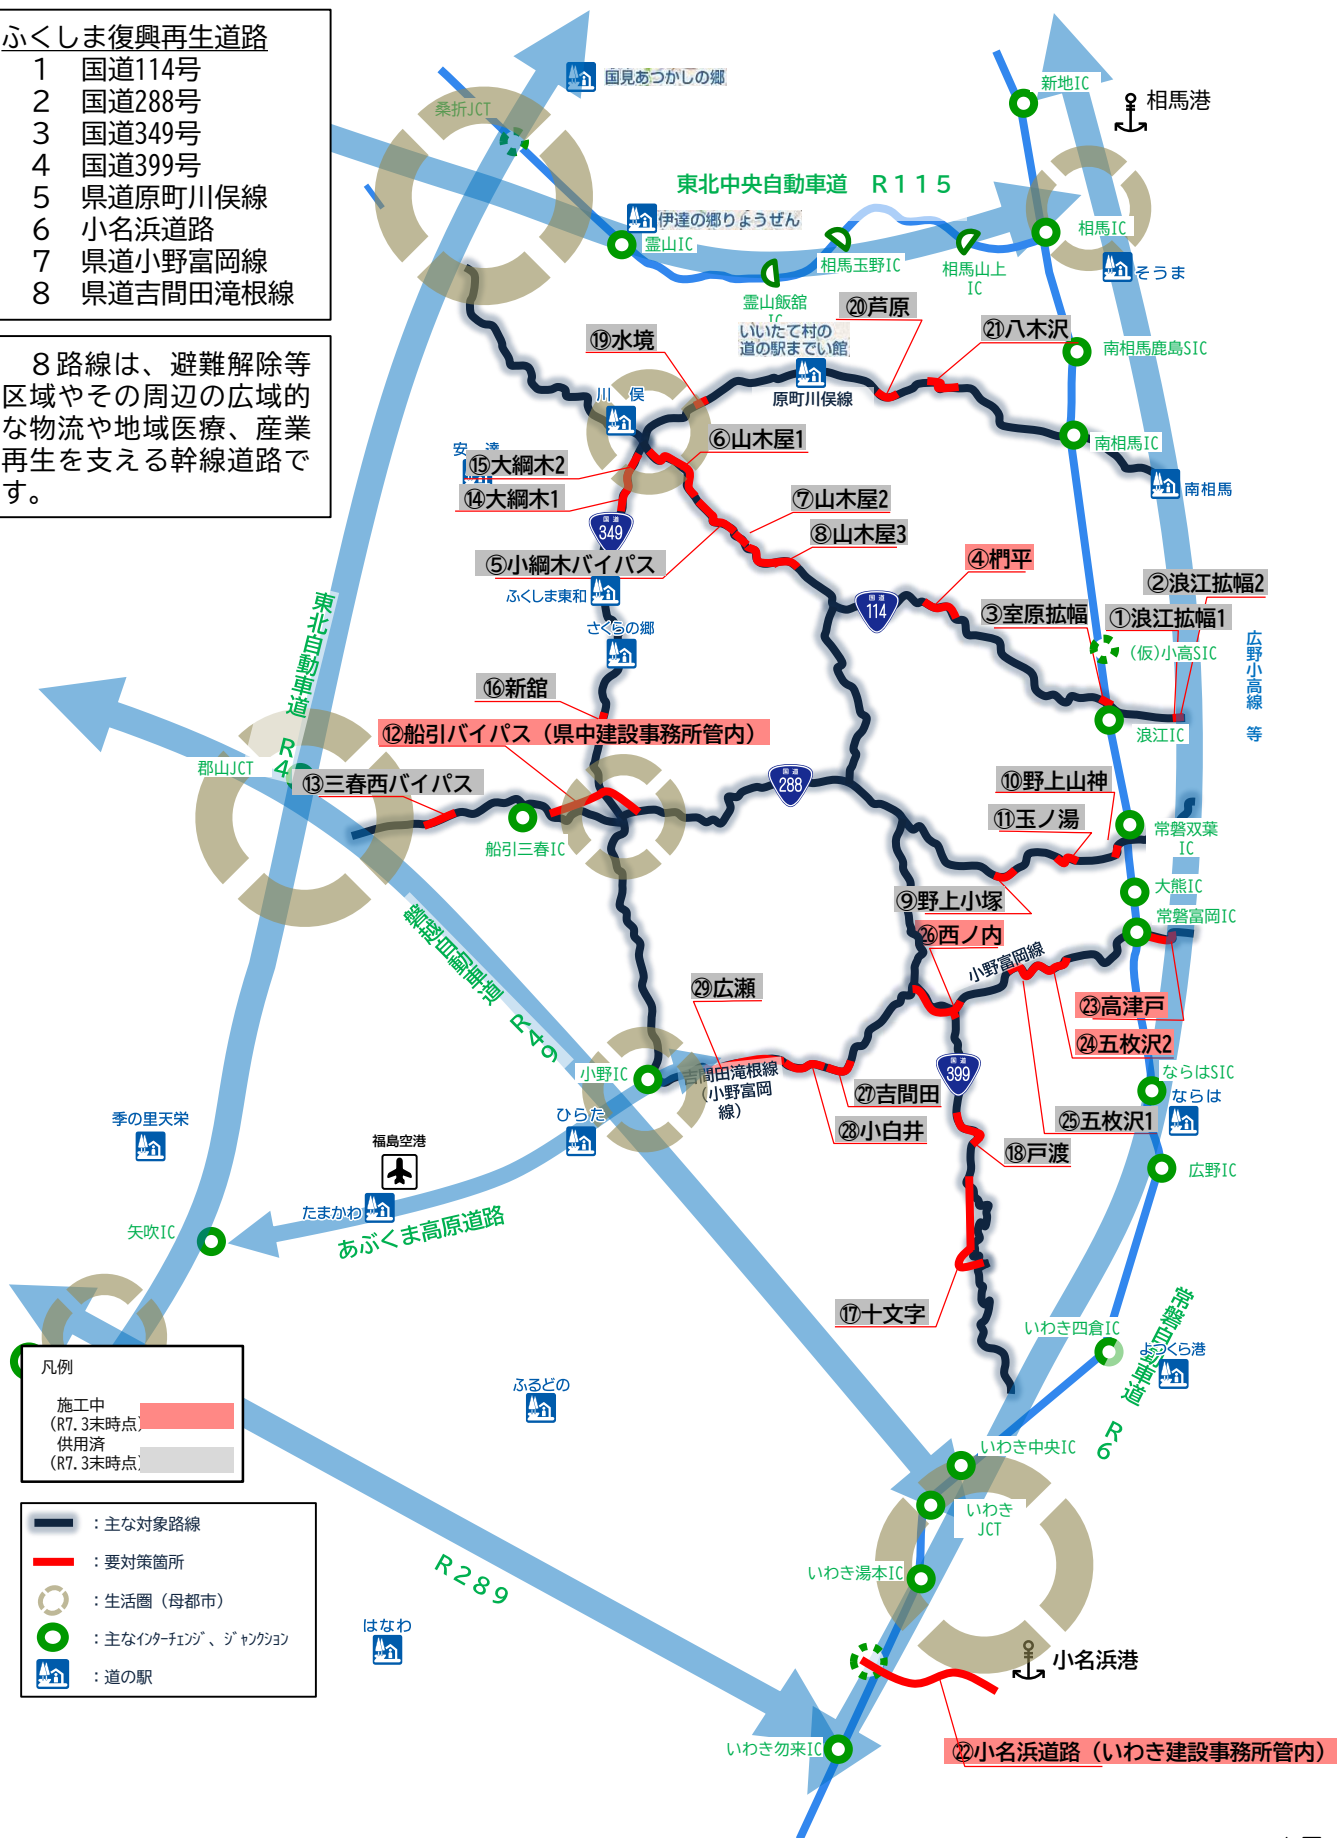 ふくしま復興再生道路
1 国道114号
2 国道288号
3 国道349号
4 国道399号
5 県道原町川俣線
6 小名浜道路
7 県道小野富岡線
8 県道吉間田滝根線
８路線は、避難解除等
区域やその周辺の広域的
な物流や地域医療、産業
再生を支える幹線道路で
す。
国見あつかしの郷
桑折JCT
新地IC
相馬港
東北中央自動車道 Ｒ１１５
伊達の郷りょうぜん
霊山IC
相馬玉野IC
相馬山上
IC
相馬IC
そうま
霊山飯舘
IC
⑳芦原
㉑八木沢
⑲水境
いいたて村の
道の駅までい館
南相馬鹿島SIC
川 俣
原町川俣線
⑥山木屋1
南相馬IC
安 達
⑮大綱木2
⑭大綱木1
南相馬
⑦山木屋2
国道
349
⑧山木屋3
⑤小綱木バイパス
④椚平
②浪江拡幅2
ふくしま東和
国道
114
③室原拡幅
①浪江拡幅1
東北自動車道 Ｒ４
さくらの郷
(仮)小高SIC
広野小高線 等
⑯新舘
⑫船引バイパス（県中建設事務所管内）
浪江IC
郡山JCT
⑬三春西バイパス
国道
288
⑩野上山神
⑪玉ノ湯
常磐双葉
IC
船引三春IC
大熊IC
⑨野上小塚
常磐富岡IC
磐越自動車道 Ｒ４９
㉖西ノ内
小野富岡線
㉙広瀬
㉓高津戸
㉔五枚沢2
小野IC
吉間田滝根線
（小野富岡
線）
国道
399
ならはSIC
ならは
㉗吉間田
㉕五枚沢1
㉘小白井
季の里天栄
ひらた
福島空港
⑱戸渡
広野IC
たまかわ
矢吹IC
あぶくま高原道路
⑰十文字
常磐自動車道 Ｒ６
いわき四倉IC
よつくら港
凡例
施工中
(R7.3末時点)
供用済
(R7.3末時点)
ふるどの
いわき中央IC
：主な対象路線
：要対策箇所
：生活圏（母都市）
：主なｲﾝﾀｰﾁｪﾝｼﾞ、ｼﾞｬﾝｸｼｮﾝ
：道の駅
いわき
JCT
Ｒ２８９
いわき湯本IC
はなわ
小名浜港
いわき勿来IC
㉒小名浜道路（いわき建設事務所管内）